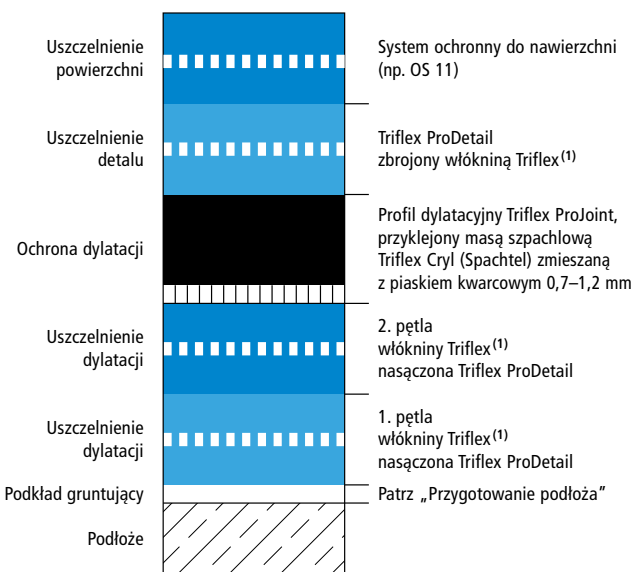 Uszczelnienie
powierzchni
System ochronny do nawierzchni
(np. OS 11)
Uszczelnienie
detalu
Triflex ProDetail
zbrojony włókniną Triflex(1)
Ochrona dylatacji
Profil dylatacyjny Triflex ProJoint,
przyklejony masą szpachlową
Triflex Cryl (Spachtel) zmieszaną
z piaskiem kwarcowym 0,7–1,2 mm
Uszczelnienie
dylatacji
2. pętla
włókniny Triflex(1)
nasączona Triflex ProDetail
Uszczelnienie
dylatacji
1. pętla
włókniny Triflex(1)
nasączona Triflex ProDetail
Podkład gruntujący
Patrz „Przygotowanie podłoża”
Podłoże